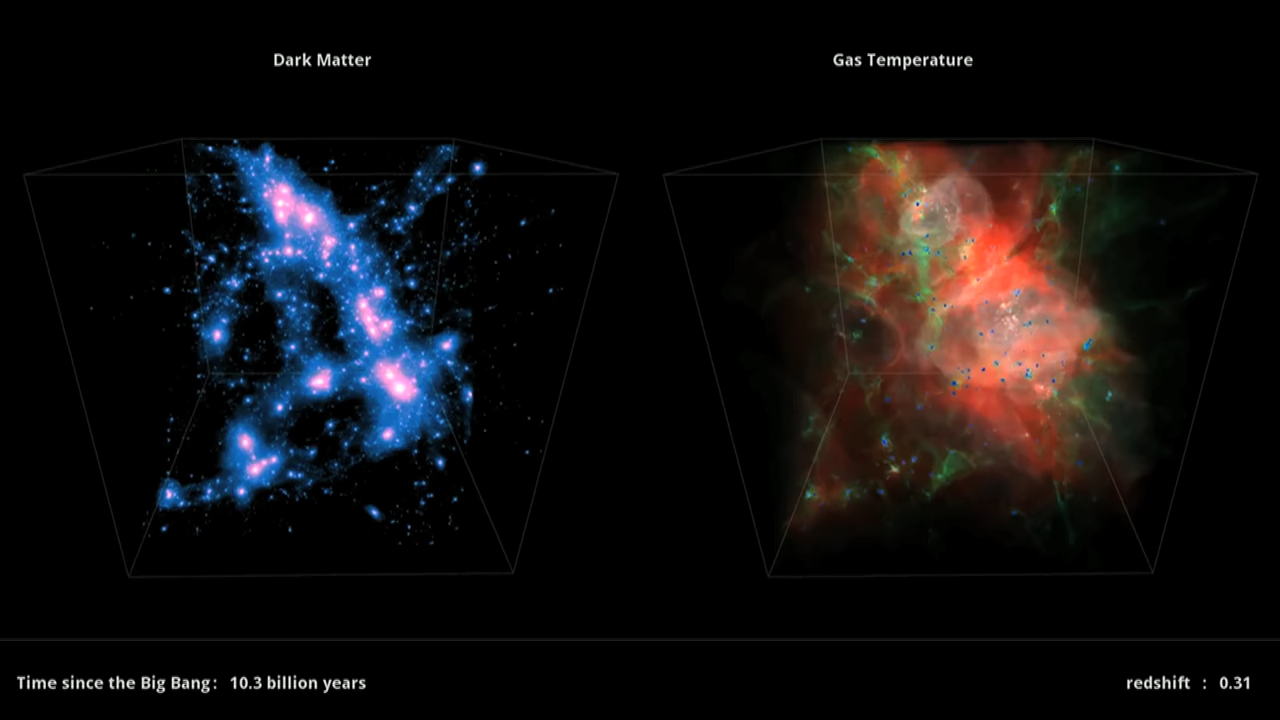 Dark Matter
Gas Temperature
Time since the Big Bang: 10.3 billion years
redshift : 0.31